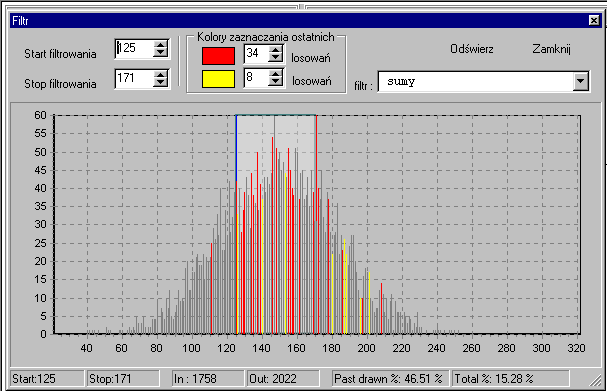 Filtr
Start filtrowania 125
Stop filtrowania 171
Kolory zaznaczania ostatnich
34 losowań
8 losowań
Odświerz Zamknij
filtr : sumy
60
55
50
45
40
35
30
25
20
15
10
5
0
40 60 80 100 120 140 160 180 200 220 240 260 280 300 320
Start:125 Stop:171 In : 1758 Out: 2022 Past drawn %: 46.51 % Total %: 15.28 %